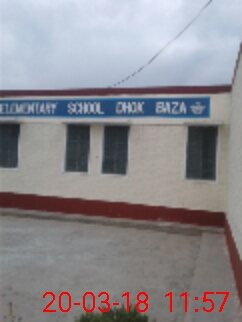 ELEMENTARY SCHOOL DHOK BAZA
20-03-18 11:57